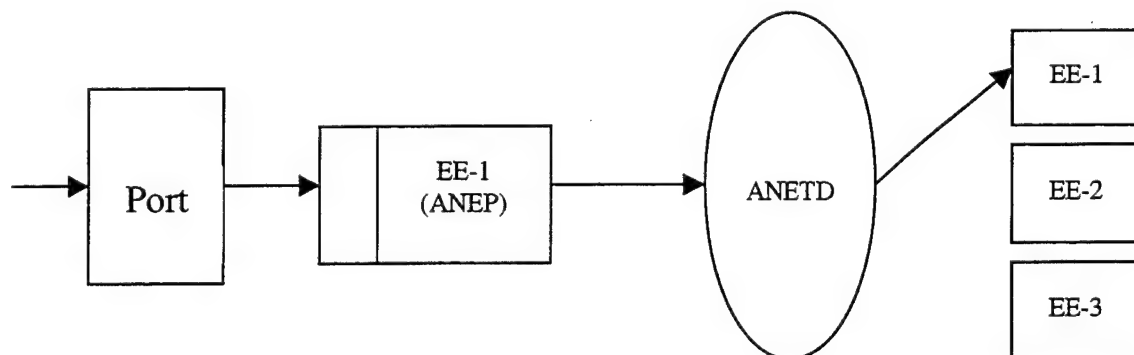 Port
EE-1
(ANEP)
ANETD
EE-1
EE-2
EE-3